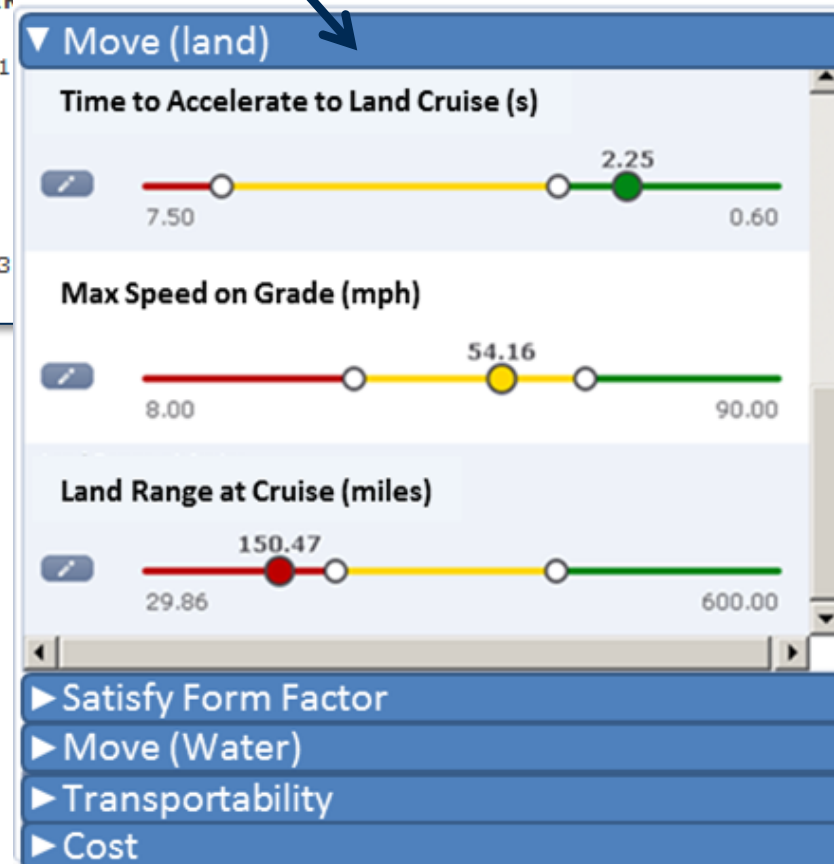 ▼ Move (land)
1
Time to Accelerate to Land Cruise (s)
2.25
7.50 0.60
3
Max Speed on Grade (mph)
54.16
8.00 90.00
Land Range at Cruise (miles)
150.47
29.86 600.00
► Satisfy Form Factor
► Move (Water)
► Transportability
► Cost